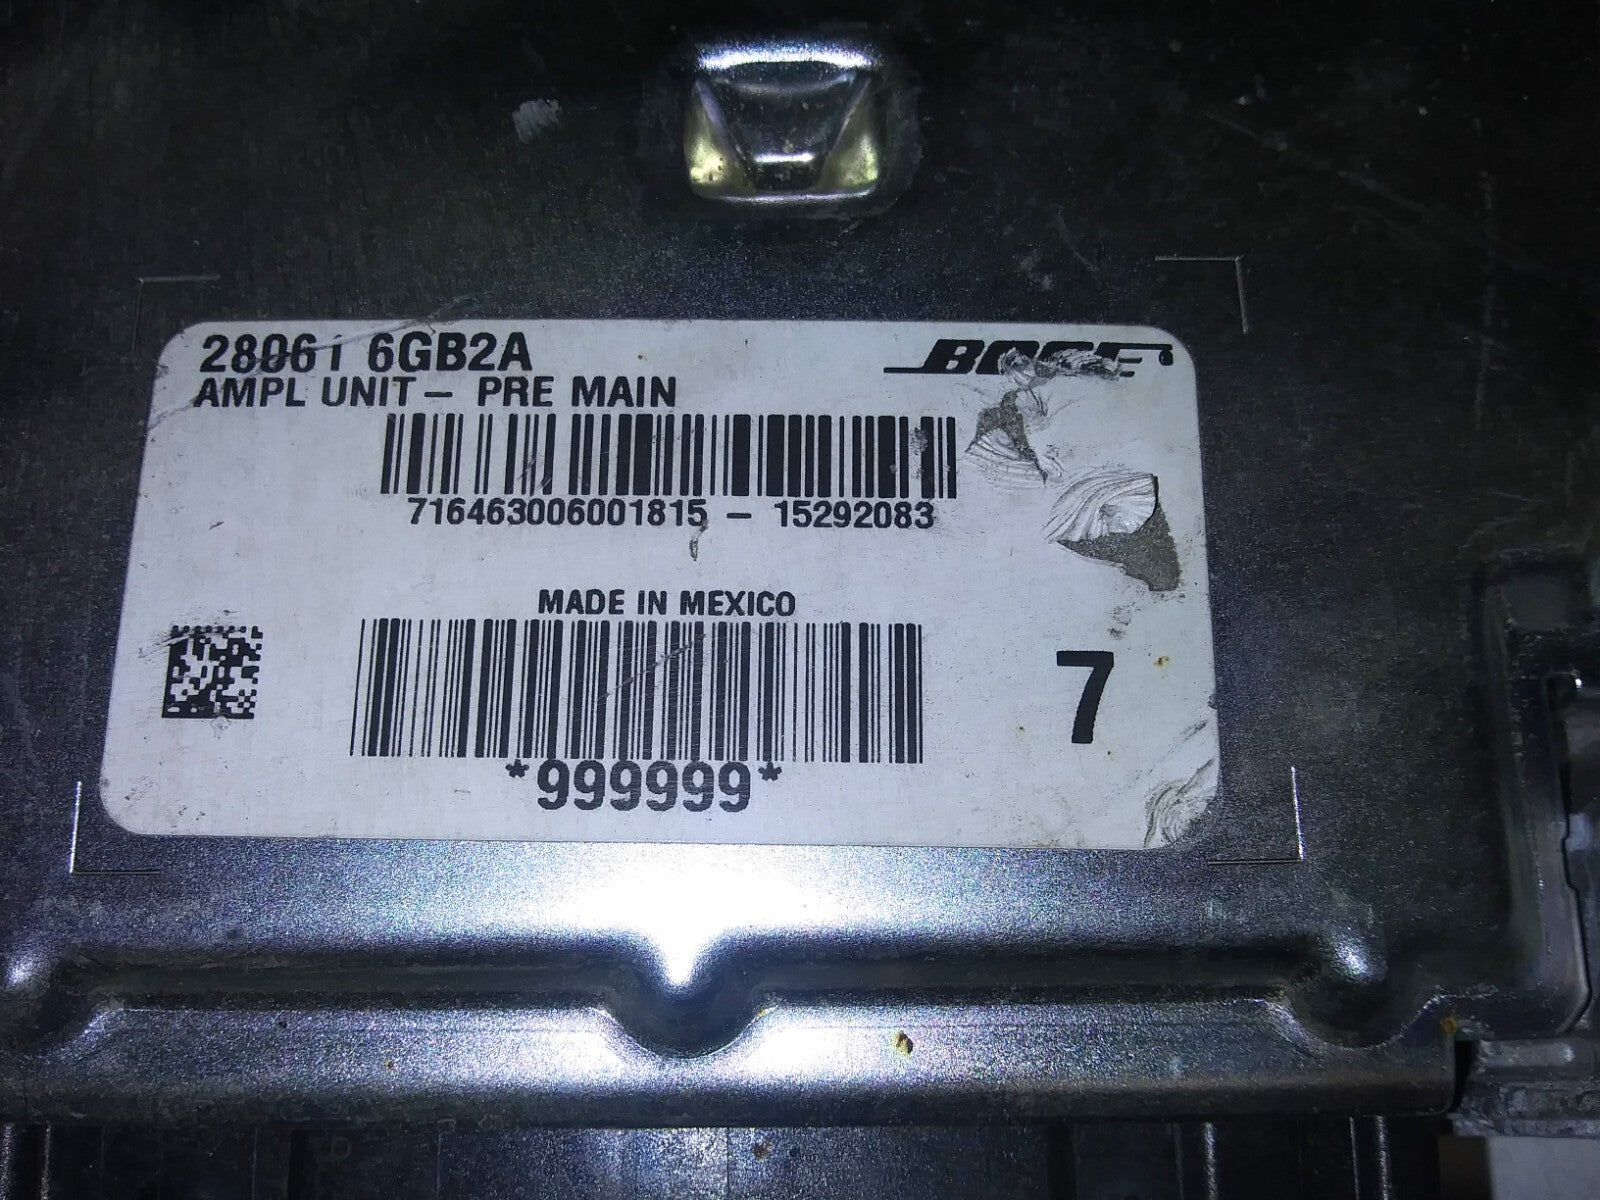 28061 6GB2A
BOSE
AMPL UNIT – PRE MAIN
716463006001815 – 15292083
MADE IN MEXICO
7
*999999*